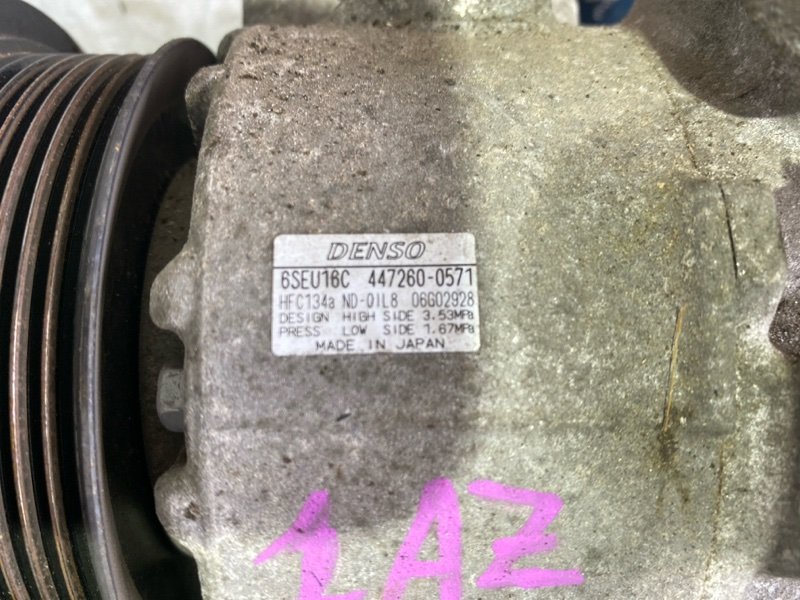 DENSO
6SEU16C 447260-0571
HFC134a ND-OIL8 06G02928
DESIGN HIGH SIDE 3.53MPa
PRESS LOW SIDE 1.67MPa
MADE IN JAPAN
1AZ